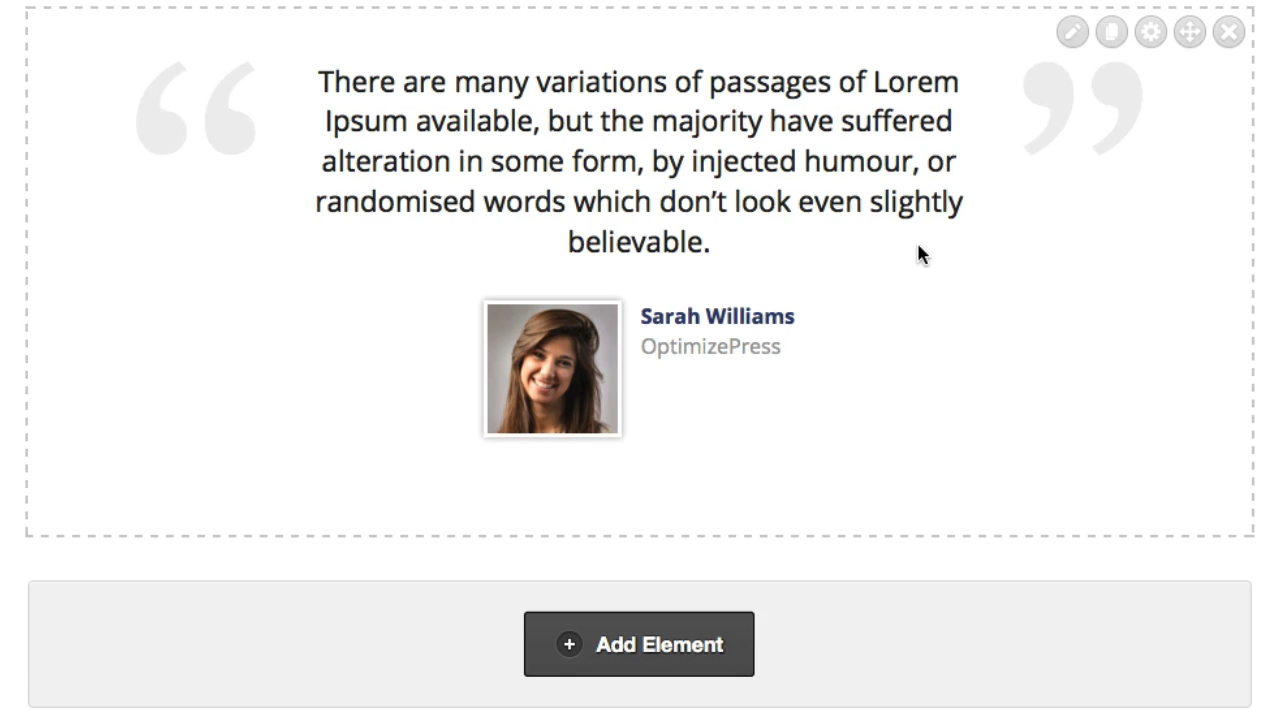 There are many variations of passages of Lorem
Ipsum available, but the majority have suffered
alteration in some form, by injected humour, or
randomised words which don’t look even slightly
believable.
Sarah Williams
OptimizePress
Add Element